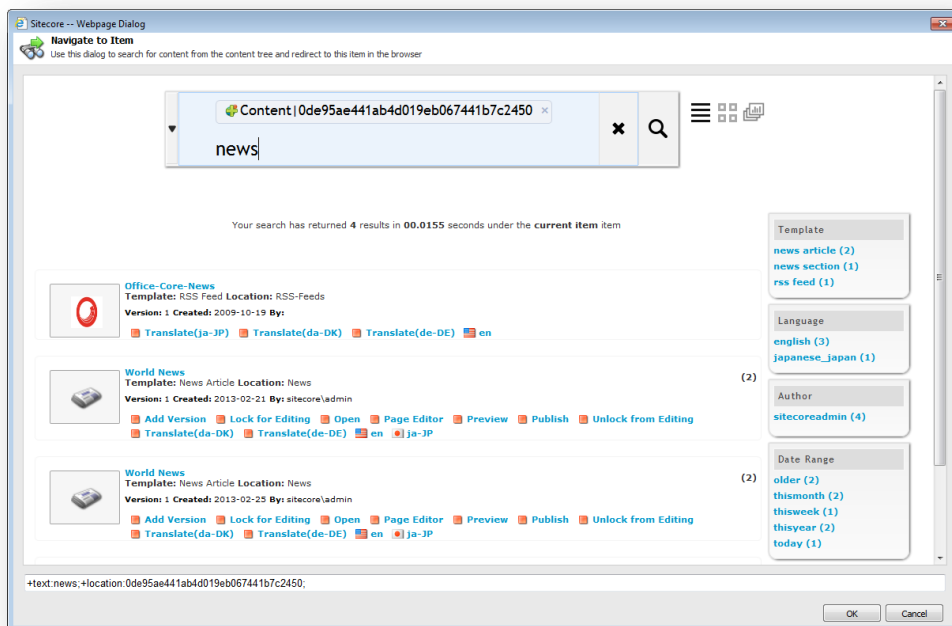 Sitecore -- Webpage Dialog
Navigate to Item
Use this dialog to search for content from the content tree and redirect to this item in the browser
Content|0de95ae441ab4d019eb067441b7c2450 ×
news
Your search has returned 4 results in 00.0155 seconds under the current item item
Office-Core-News
Template: RSS Feed Location: RSS-Feeds
Version: 1 Created: 2009-10-19 By:
Translate(ja-JP) Translate(da-DK) Translate(de-DE) en
World News (2)
Template: News Article Location: News
Version: 1 Created: 2013-02-21 By: sitecore\admin
Add Version Lock for Editing Open Page Editor Preview Publish Unlock from Editing
Translate(da-DK) Translate(de-DE) en ja-JP
World News (2)
Template: News Article Location: News
Version: 1 Created: 2013-02-25 By: sitecore\admin
Add Version Lock for Editing Open Page Editor Preview Publish Unlock from Editing
Translate(da-DK) Translate(de-DE) en ja-JP
Template
news article (2)
news section (1)
rss feed (1)
Language
english (3)
japanese_japan (1)
Author
sitecoreadmin (4)
Date Range
older (2)
thismonth (2)
thisweek (1)
thisyear (2)
today (1)
+text:news;+location:0de95ae441ab4d019eb067441b7c2450;
OK Cancel